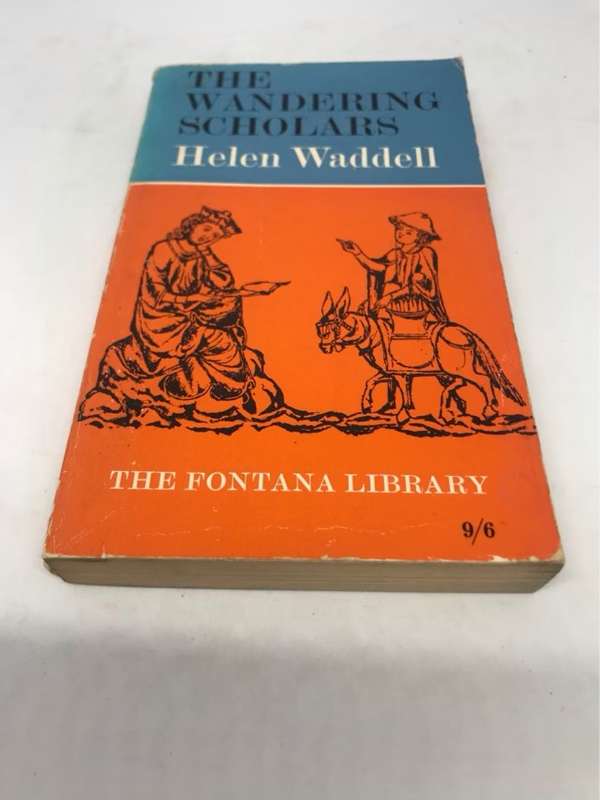 THE
WANDERING
SCHOLARS
Helen Waddell
THE FONTANA LIBRARY
9/6